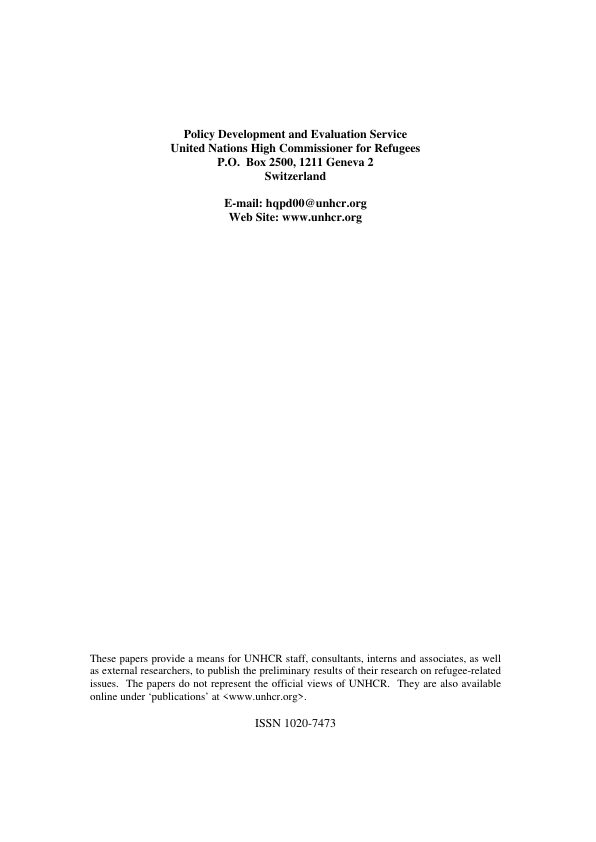 Policy Development and Evaluation Service
United Nations High Commissioner for Refugees
P.O.  Box 2500, 1211 Geneva 2
Switzerland
E-mail: hqpd00@unhcr.org
Web Site: www.unhcr.org
These papers provide a means for UNHCR staff, consultants, interns and associates, as well
as external researchers, to publish the preliminary results of their research on refugee-related
issues.  The papers do not represent the official views of UNHCR.  They are also available
online under ‘publications’ at <www.unhcr.org>.
ISSN 1020-7473